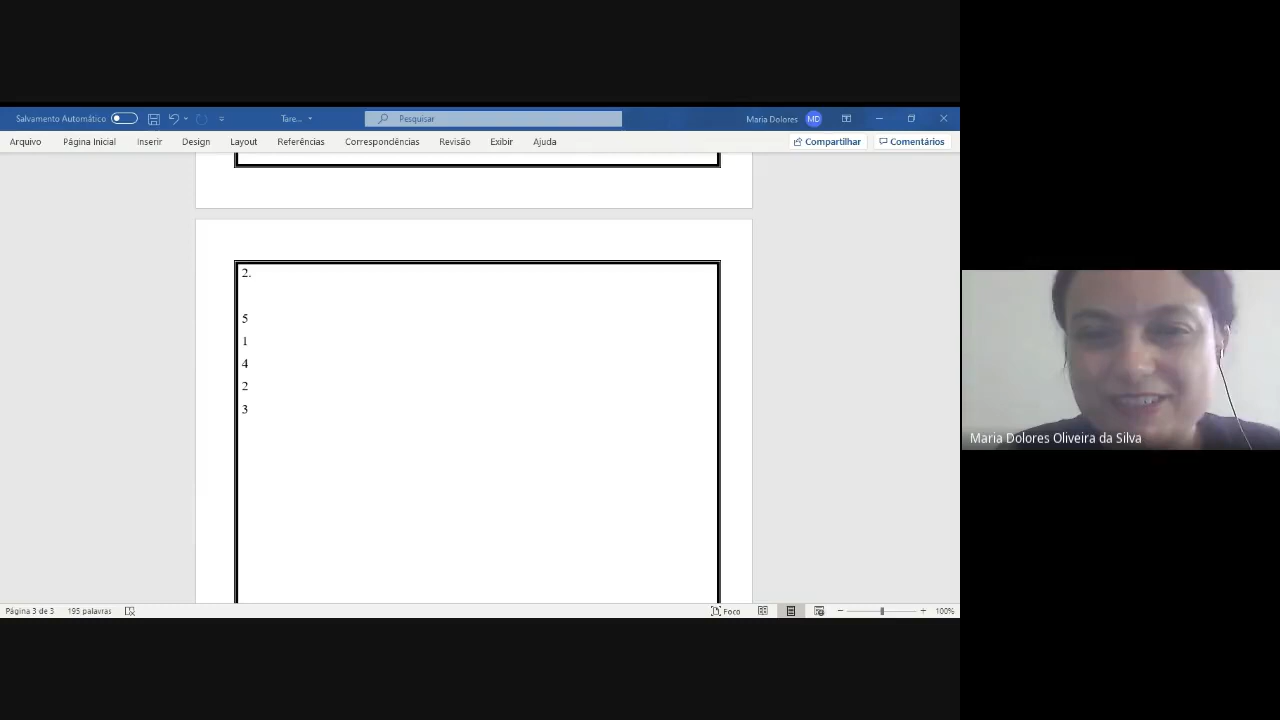 Salvamento Automático
Tare...
Pesquisar
Maria Dolores
MD
Arquivo Página Inicial Inserir Design Layout Referências Correspondências Revisão Exibir Ajuda
Compartilhar
Comentários
2.
5
1
4
2
3
Maria Dolores Oliveira da Silva
Página 3 de 3 195 palavras
Foco
100%